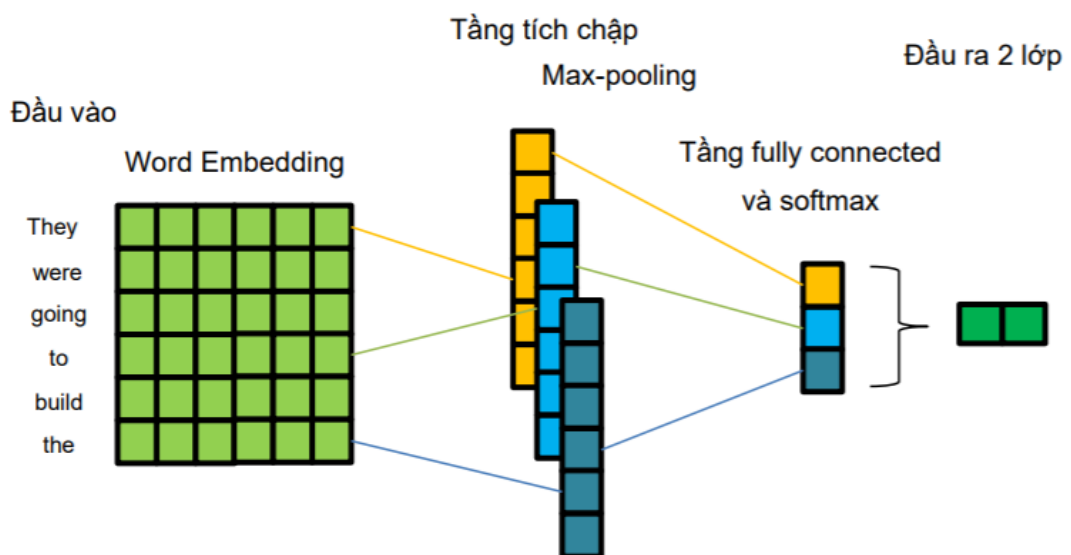 Tầng tích chập
Max-pooling
Đầu ra 2 lớp
Đầu vào
Word Embedding
Tầng fully connected
và softmax
They
were
going
to
build
the